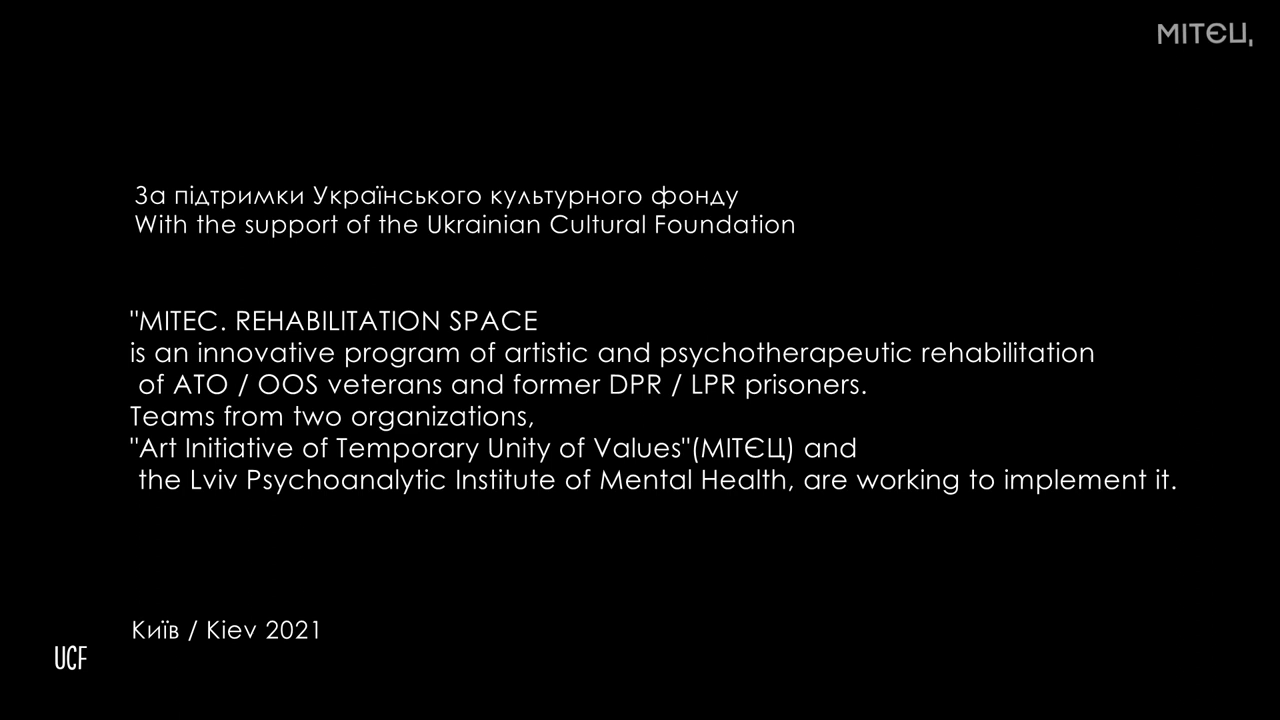 МІТЄЦ
За підтримки Українського культурного фонду
With the support of the Ukrainian Cultural Foundation
"MITEC. REHABILITATION SPACE
is an innovative program of artistic and psychotherapeutic rehabilitation
of ATO / OOS veterans and former DPR / LPR prisoners.
Teams from two organizations,
"Art Initiative of Temporary Unity of Values"(МІТЄЦ) and
the Lviv Psychoanalytic Institute of Mental Health, are working to implement it.
Київ / Kiev 2021
UCF